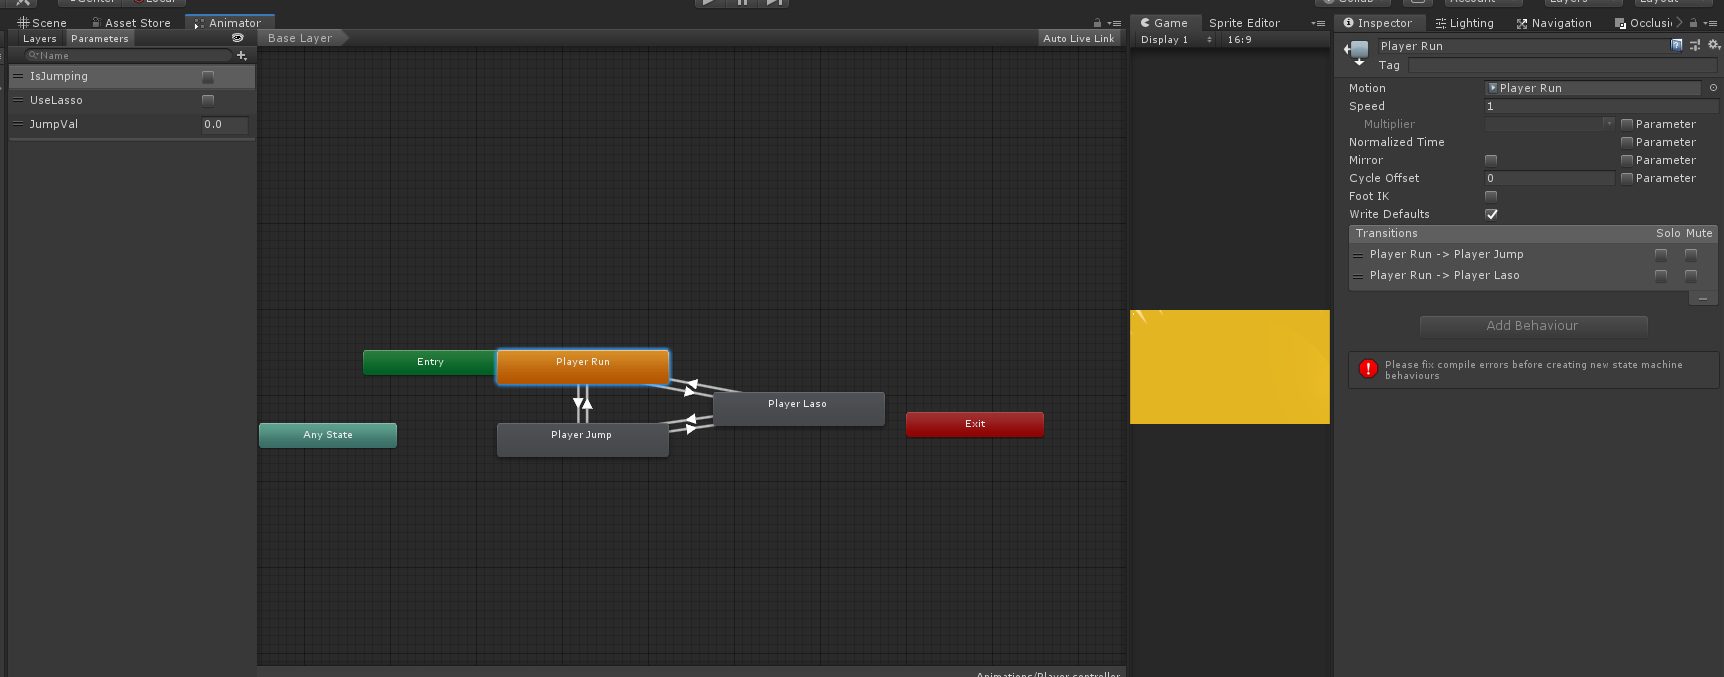 Center
Local
Collab
Account
Layers
Layout
Scene
Asset Store
Animator
Game
Sprite Editor
Inspector
Lighting
Navigation
Occlusi
Layers
Parameters
Base Layer
Auto Live Link
Display 1
16:9
Name
IsJumping
UseLasso
JumpVal
0.0
Entry
Player Run
Player Laso
Any State
Player Jump
Exit
Animations/Player.controller
Player Run
Tag
Motion
Player Run
Speed
1
Multiplier
Parameter
Normalized Time
Parameter
Mirror
Parameter
Cycle Offset
0
Parameter
Foot IK
Write Defaults
Transitions
Solo
Mute
Player Run -> Player Jump
Player Run -> Player Laso
Add Behaviour
Please fix compile errors before creating new state machine
behaviours